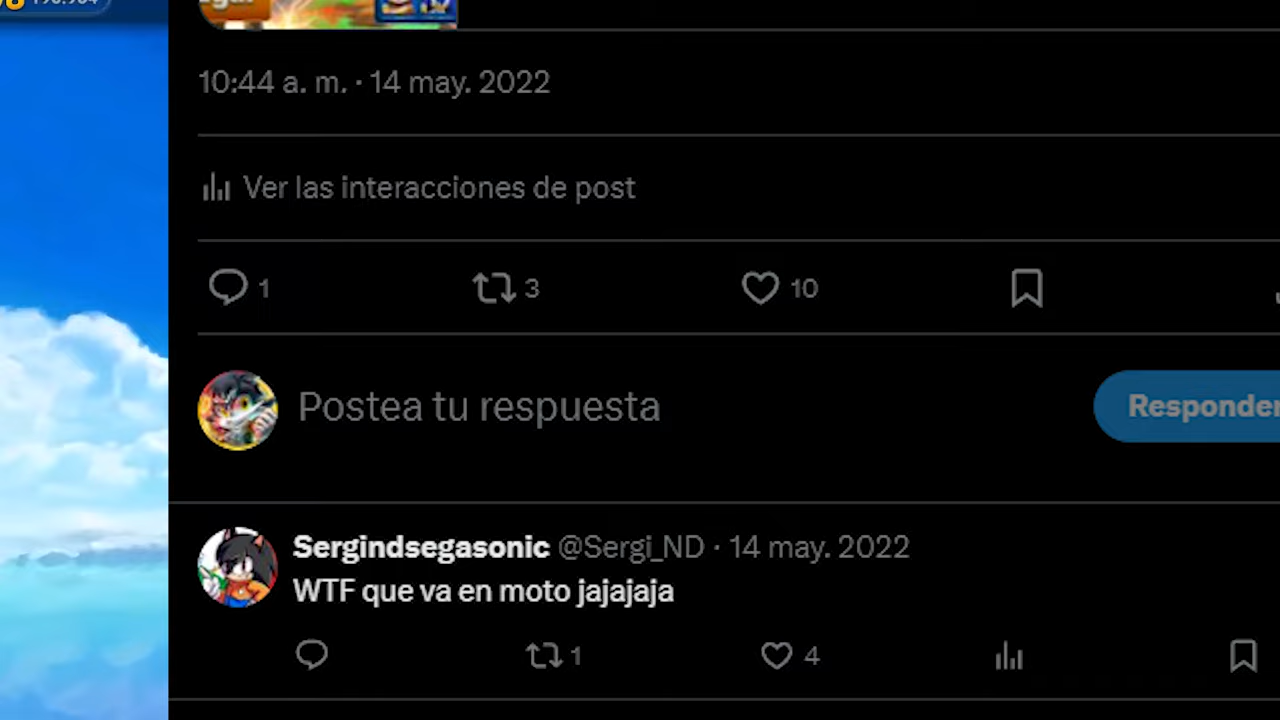 10:44 a. m. · 14 may. 2022
Ver las interacciones de post
1 3 10
Postea tu respuesta
Responder
Sergindsegasonic @Sergi_ND · 14 may. 2022
WTF que va en moto jajajaja
1 4